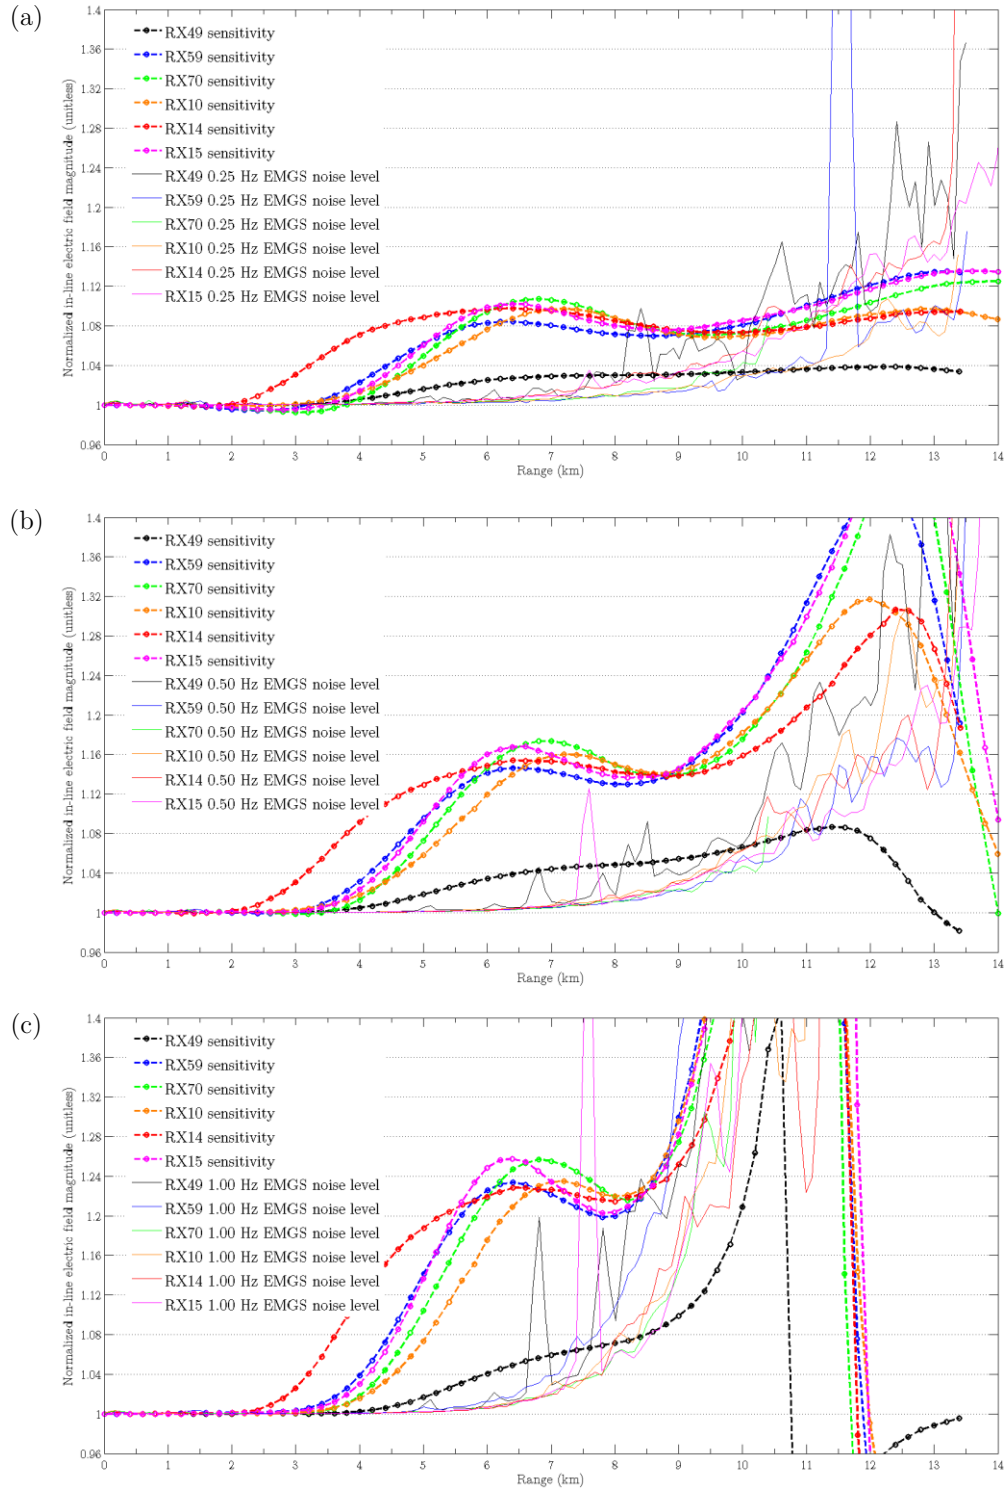 (a)
1.4
1.36
1.32
1.28
1.24
1.2
1.16
1.12
1.08
1.04
1
0.96
Normalized in-line electric field magnitude (unitless)
RX49 sensitivity
RX59 sensitivity
RX70 sensitivity
RX10 sensitivity
RX14 sensitivity
RX15 sensitivity
RX49 0.25 Hz EMGS noise level
RX59 0.25 Hz EMGS noise level
RX70 0.25 Hz EMGS noise level
RX10 0.25 Hz EMGS noise level
RX14 0.25 Hz EMGS noise level
RX15 0.25 Hz EMGS noise level
0 1 2 3 4 5 6 7 8 9 10 11 12 13 14
Range (km)
(b)
1.4
1.36
1.32
1.28
1.24
1.2
1.16
1.12
1.08
1.04
1
0.96
Normalized in-line electric field magnitude (unitless)
RX49 sensitivity
RX59 sensitivity
RX70 sensitivity
RX10 sensitivity
RX14 sensitivity
RX15 sensitivity
RX49 0.50 Hz EMGS noise level
RX59 0.50 Hz EMGS noise level
RX70 0.50 Hz EMGS noise level
RX10 0.50 Hz EMGS noise level
RX14 0.50 Hz EMGS noise level
RX15 0.50 Hz EMGS noise level
0 1 2 3 4 5 6 7 8 9 10 11 12 13 14
Range (km)
(c)
1.4
1.36
1.32
1.28
1.24
1.2
1.16
1.12
1.08
1.04
1
0.96
Normalized in-line electric field magnitude (unitless)
RX49 sensitivity
RX59 sensitivity
RX70 sensitivity
RX10 sensitivity
RX14 sensitivity
RX15 sensitivity
RX49 1.00 Hz EMGS noise level
RX59 1.00 Hz EMGS noise level
RX70 1.00 Hz EMGS noise level
RX10 1.00 Hz EMGS noise level
RX14 1.00 Hz EMGS noise level
RX15 1.00 Hz EMGS noise level
0 1 2 3 4 5 6 7 8 9 10 11 12 13 14
Range (km)